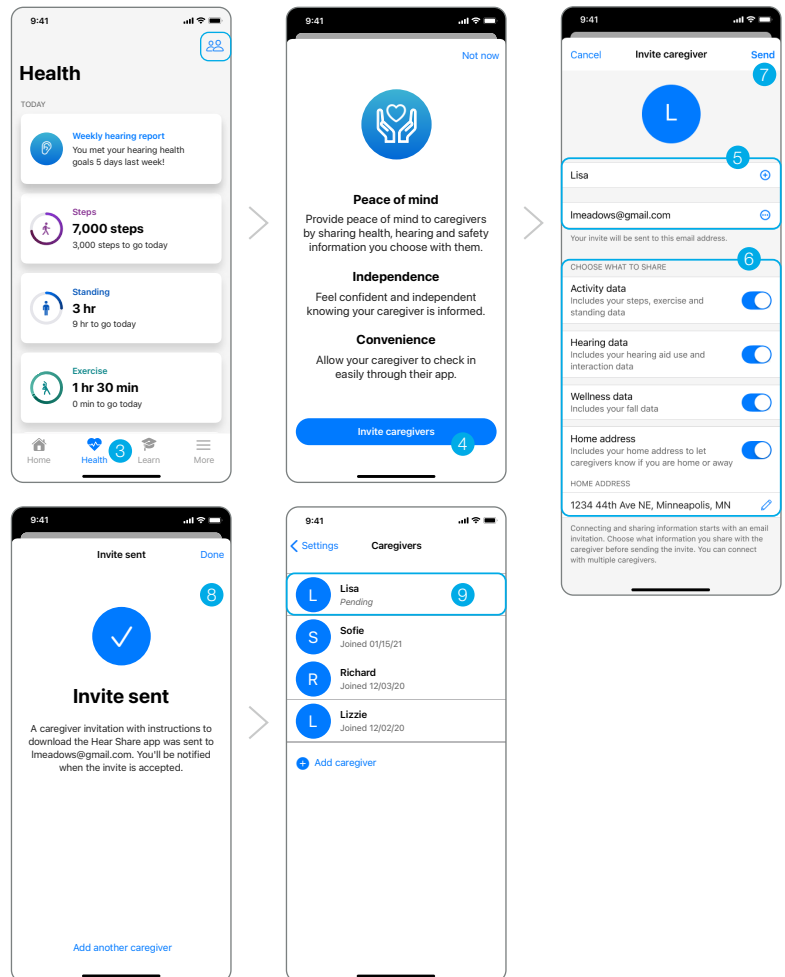 9:41
Health
TODAY
Weekly hearing report
You met your hearing health
goals 5 days last week!
Steps
7,000 steps
3,000 steps to go today
Standing
3 hr
9 hr to go today
Exercise
1 hr 30 min
0 min to go today
Home
Health
3
Learn
More
9:41
Not now
Peace of mind
Provide peace of mind to caregivers
by sharing health, hearing and safety
information you choose with them.
Independence
Feel confident and independent
knowing your caregiver is informed.
Convenience
Allow your caregiver to check in
easily through their app.
Invite caregivers
4
9:41
Cancel
Invite caregiver
Send
7
L
5
Lisa
lmeadows@gmail.com
Your invite will be sent to this email address.
6
CHOOSE WHAT TO SHARE
Activity data
Includes your steps, exercise and
standing data
Hearing data
Includes your hearing aid use and
interaction data
Wellness data
Includes your fall data
Home address
Includes your home address to let
caregivers know if you are home or away
HOME ADDRESS
1234 44th Ave NE, Minneapolis, MN
Connecting and sharing information starts with an email
invitation. Choose what information you share with the
caregiver before sending the invite. You can connect
with multiple caregivers.
9:41
Invite sent
Done
8
Invite sent
A caregiver invitation with instructions to
download the Hear Share app was sent to
lmeadows@gmail.com. You'll be notified
when the invite is accepted.
Add another caregiver
9:41
Settings
Caregivers
L
Lisa
Pending
9
S
Sofie
Joined 01/15/21
R
Richard
Joined 12/03/20
L
Lizzie
Joined 12/02/20
Add caregiver